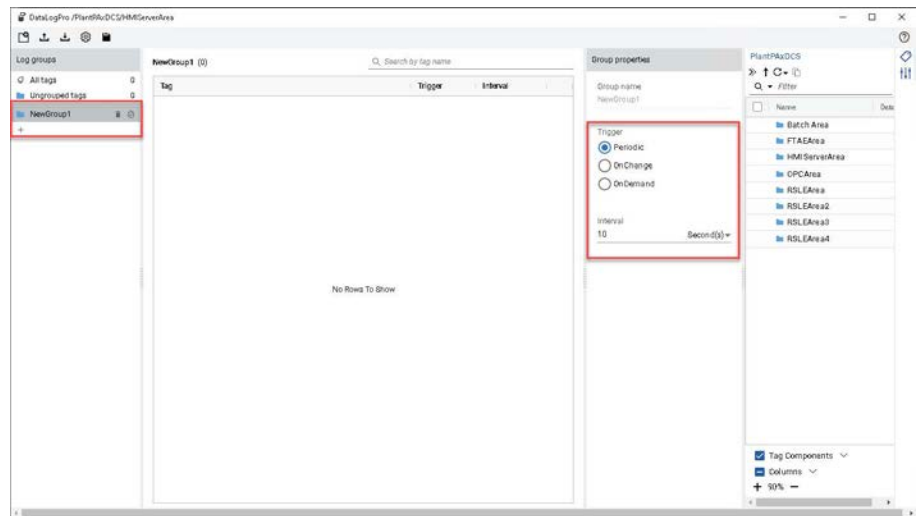 DataLogPro /PlantPAxDCS/HMIServerArea
Log groups
All tags 0
Ungrouped tags 0
NewGroup1
+
NewGroup1 (0)
Search by tag name
Tag Trigger Interval
No Rows To Show
Group properties
Group name
NewGroup1
Trigger
Periodic
OnChange
OnDemand
Interval
10 Second(s)
PlantPAxDCS
Filter
Name Data
Batch Area
FTAEArea
HMIServerArea
OPCArea
RSLEArea
RSLEArea2
RSLEArea3
RSLEArea4
Tag Components
Columns
+ 90% −